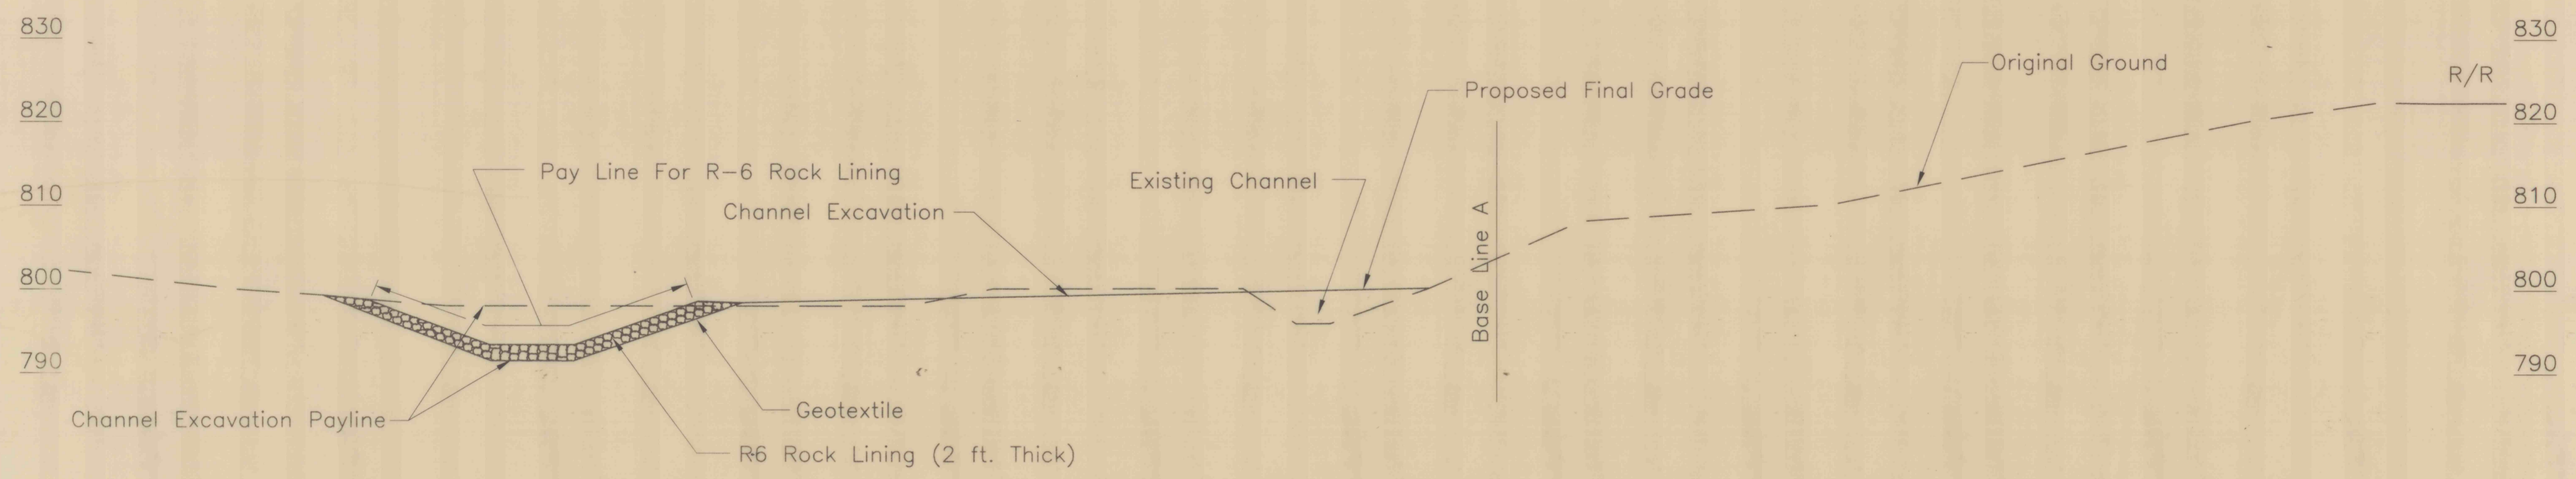 830
830
Original Ground
R/R
Proposed Final Grade
820
820
Pay Line For R-6 Rock Lining
Existing Channel
810
810
Channel Excavation
Base Line A
800
800
790
790
Channel Excavation Payline
Geotextile
R-6 Rock Lining (2 ft. Thick)